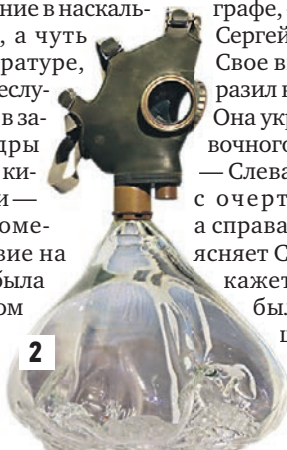 ние в наскаль-
, а чуть
ратуре,
еслу-
в за-
дры
ки-
и —
оме-
вие на
была
ом
2
графе,
Сергей
Свое в
разил
Она укр
вочного
— Слева
с очерт
а справа
ясняет С
кажет
был